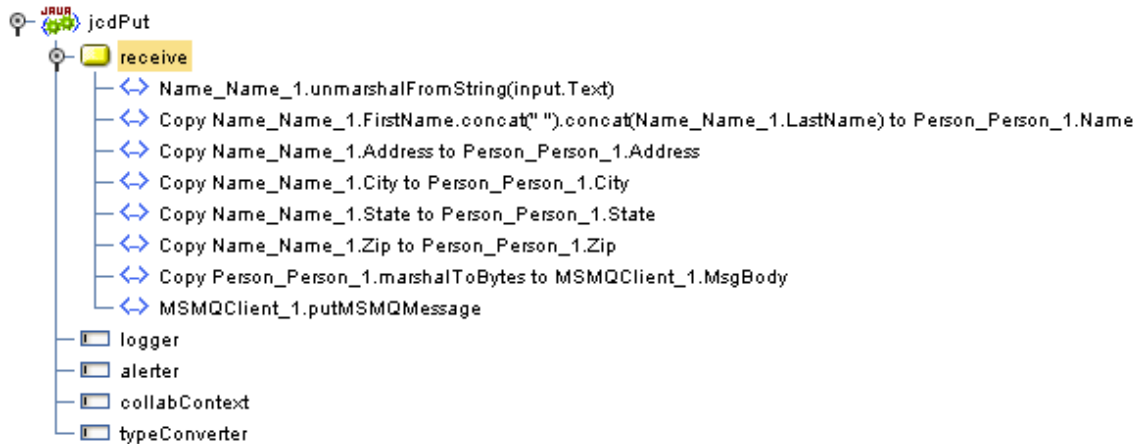 JAVA jcdPut
receive
Name_Name_1.unmarshalFromString(input.Text)
Copy Name_Name_1.FirstName.concat(" ").concat(Name_Name_1.LastName) to Person_Person_1.Name
Copy Name_Name_1.Address to Person_Person_1.Address
Copy Name_Name_1.City to Person_Person_1.City
Copy Name_Name_1.State to Person_Person_1.State
Copy Name_Name_1.Zip to Person_Person_1.Zip
Copy Person_Person_1.marshalToBytes to MSMQClient_1.MsgBody
MSMQClient_1.putMSMQMessage
logger
alerter
collabContext
typeConverter